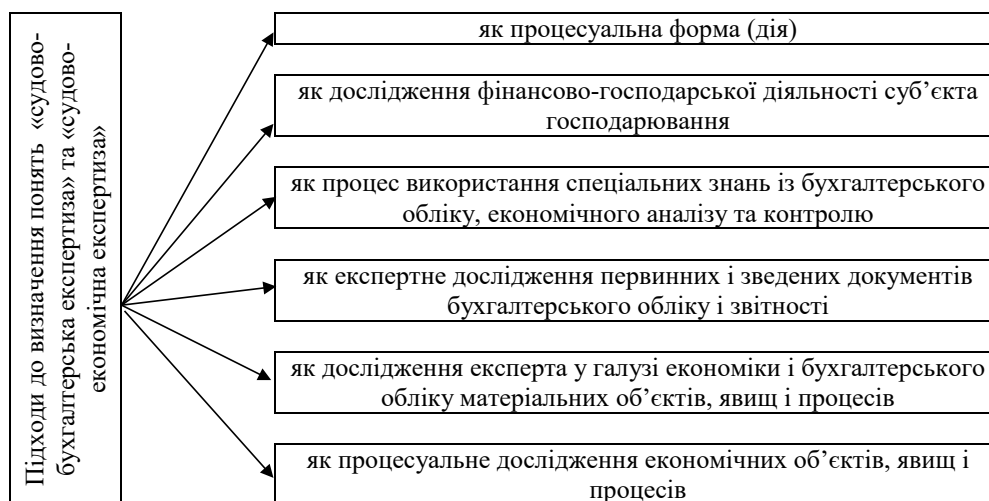 Підходи до визначення понять «судово-
бухгалтерська експертиза» та «судово-
економічна експертиза»
як процесуальна форма (дія)
як дослідження фінансово-господарської діяльності суб’єкта
господарювання
як процес використання спеціальних знань із бухгалтерського
обліку, економічного аналізу та контролю
як експертне дослідження первинних і зведених документів
бухгалтерського обліку і звітності
як дослідження експерта у галузі економіки і бухгалтерського
обліку матеріальних об’єктів, явищ і процесів
як процесуальне дослідження економічних об’єктів, явищ і
процесів